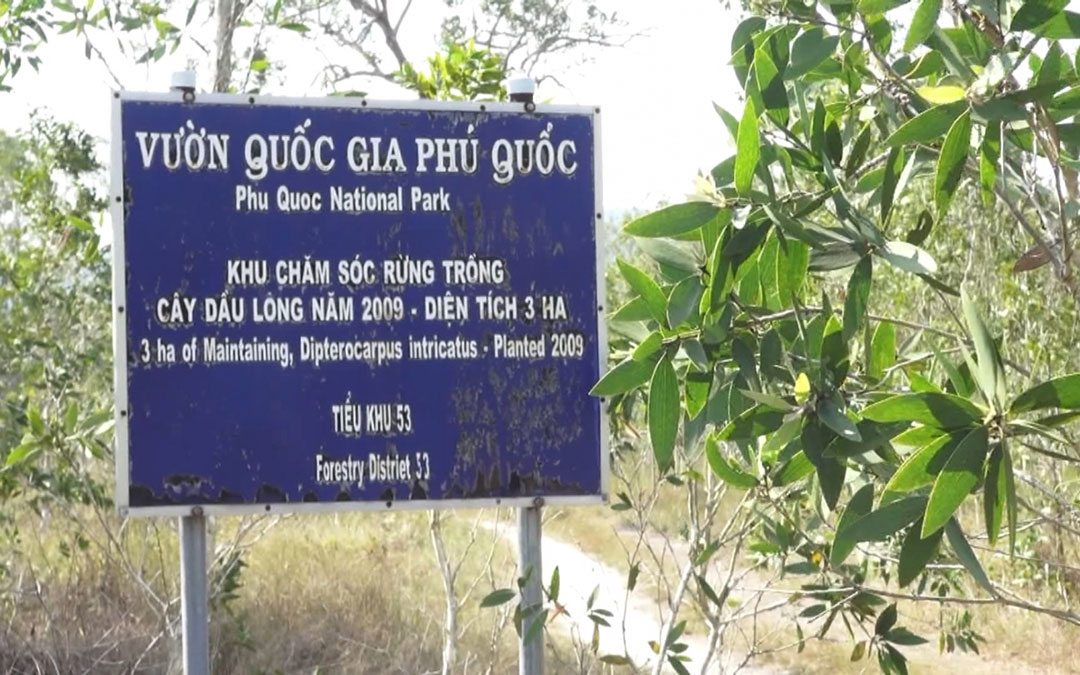 VƯỜN QUỐC GIA PHÚ QUỐC
Phu Quoc National Park
KHU CHĂM SÓC RỪNG TRỒNG
CÂY DẦU LÔNG NĂM 2009 - DIỆN TÍCH 3 HA
3 ha of Maintaining, Dipterocarpus intricatus - Planted 2009
TIỂU KHU 53
Forestry District 53